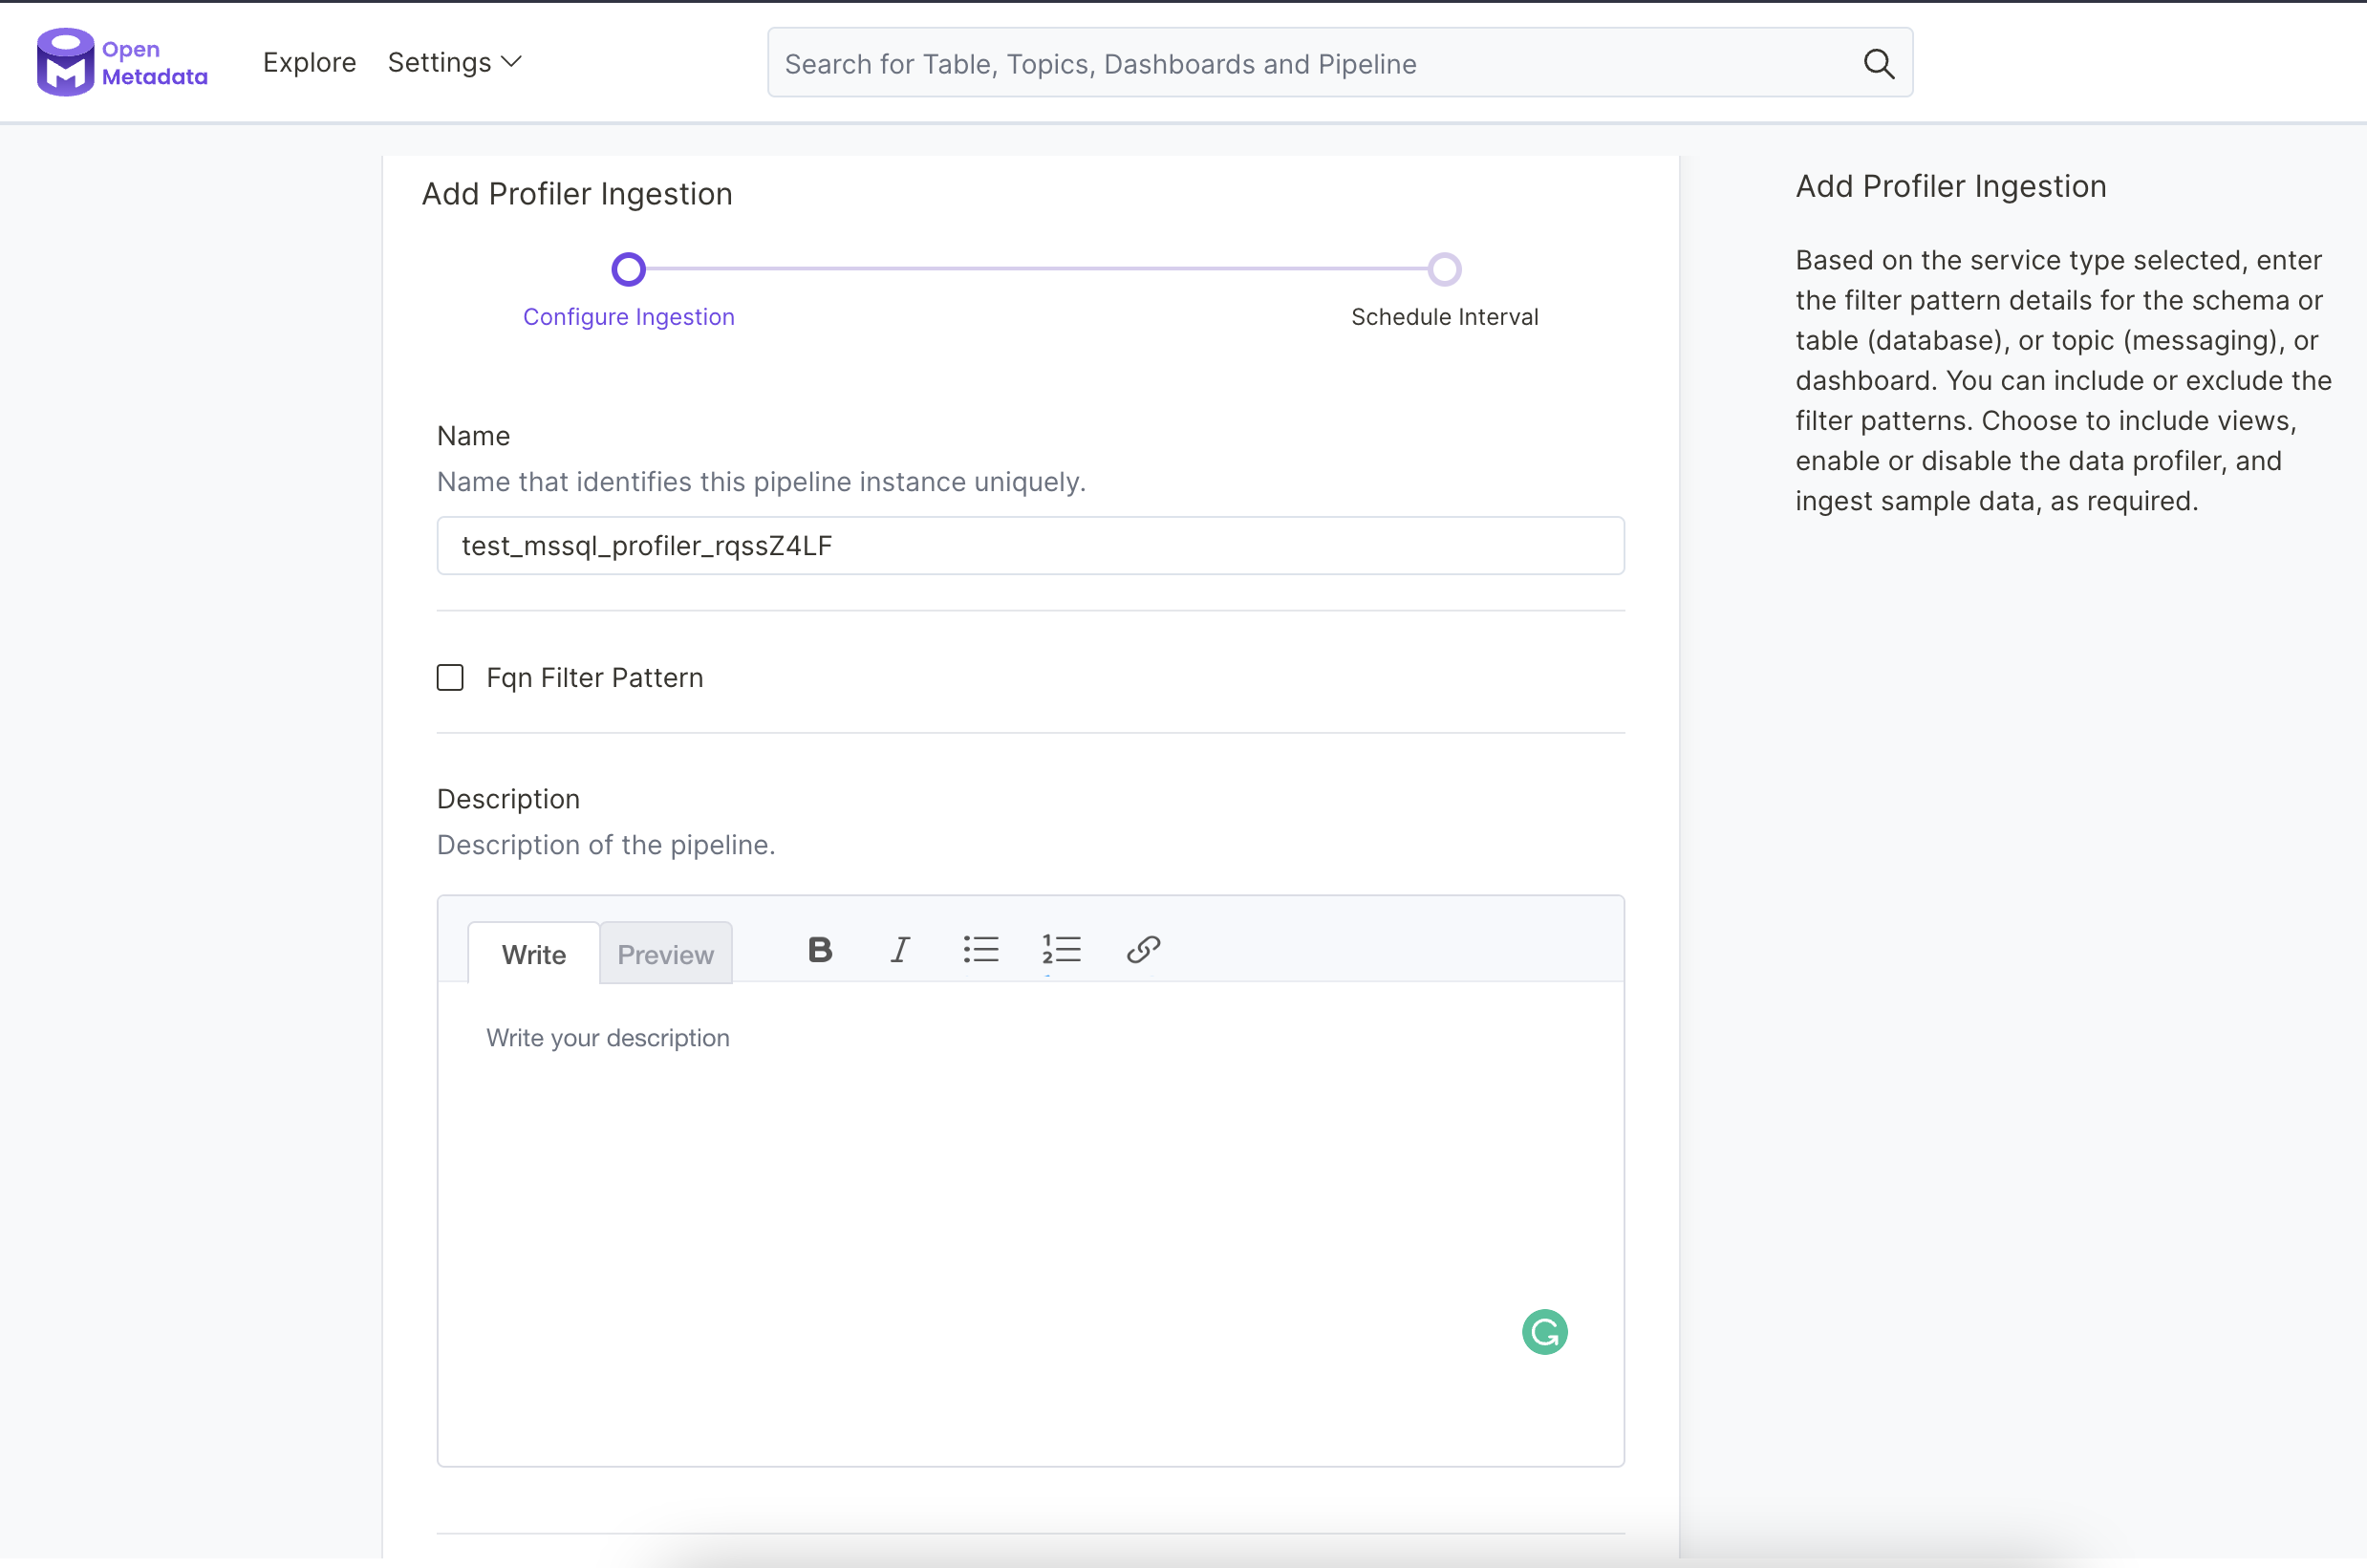 Open
Metadata
Explore
Settings
Search for Table, Topics, Dashboards and Pipeline
Add Profiler Ingestion
Configure Ingestion
Schedule Interval
Name
Name that identifies this pipeline instance uniquely.
test_mssql_profiler_rqssZ4LF
Fqn Filter Pattern
Description
Description of the pipeline.
Write
Preview
B
I
Write your description
Add Profiler Ingestion
Based on the service type selected, enter
the filter pattern details for the schema or
table (database), or topic (messaging), or
dashboard. You can include or exclude the
filter patterns. Choose to include views,
enable or disable the data profiler, and
ingest sample data, as required.